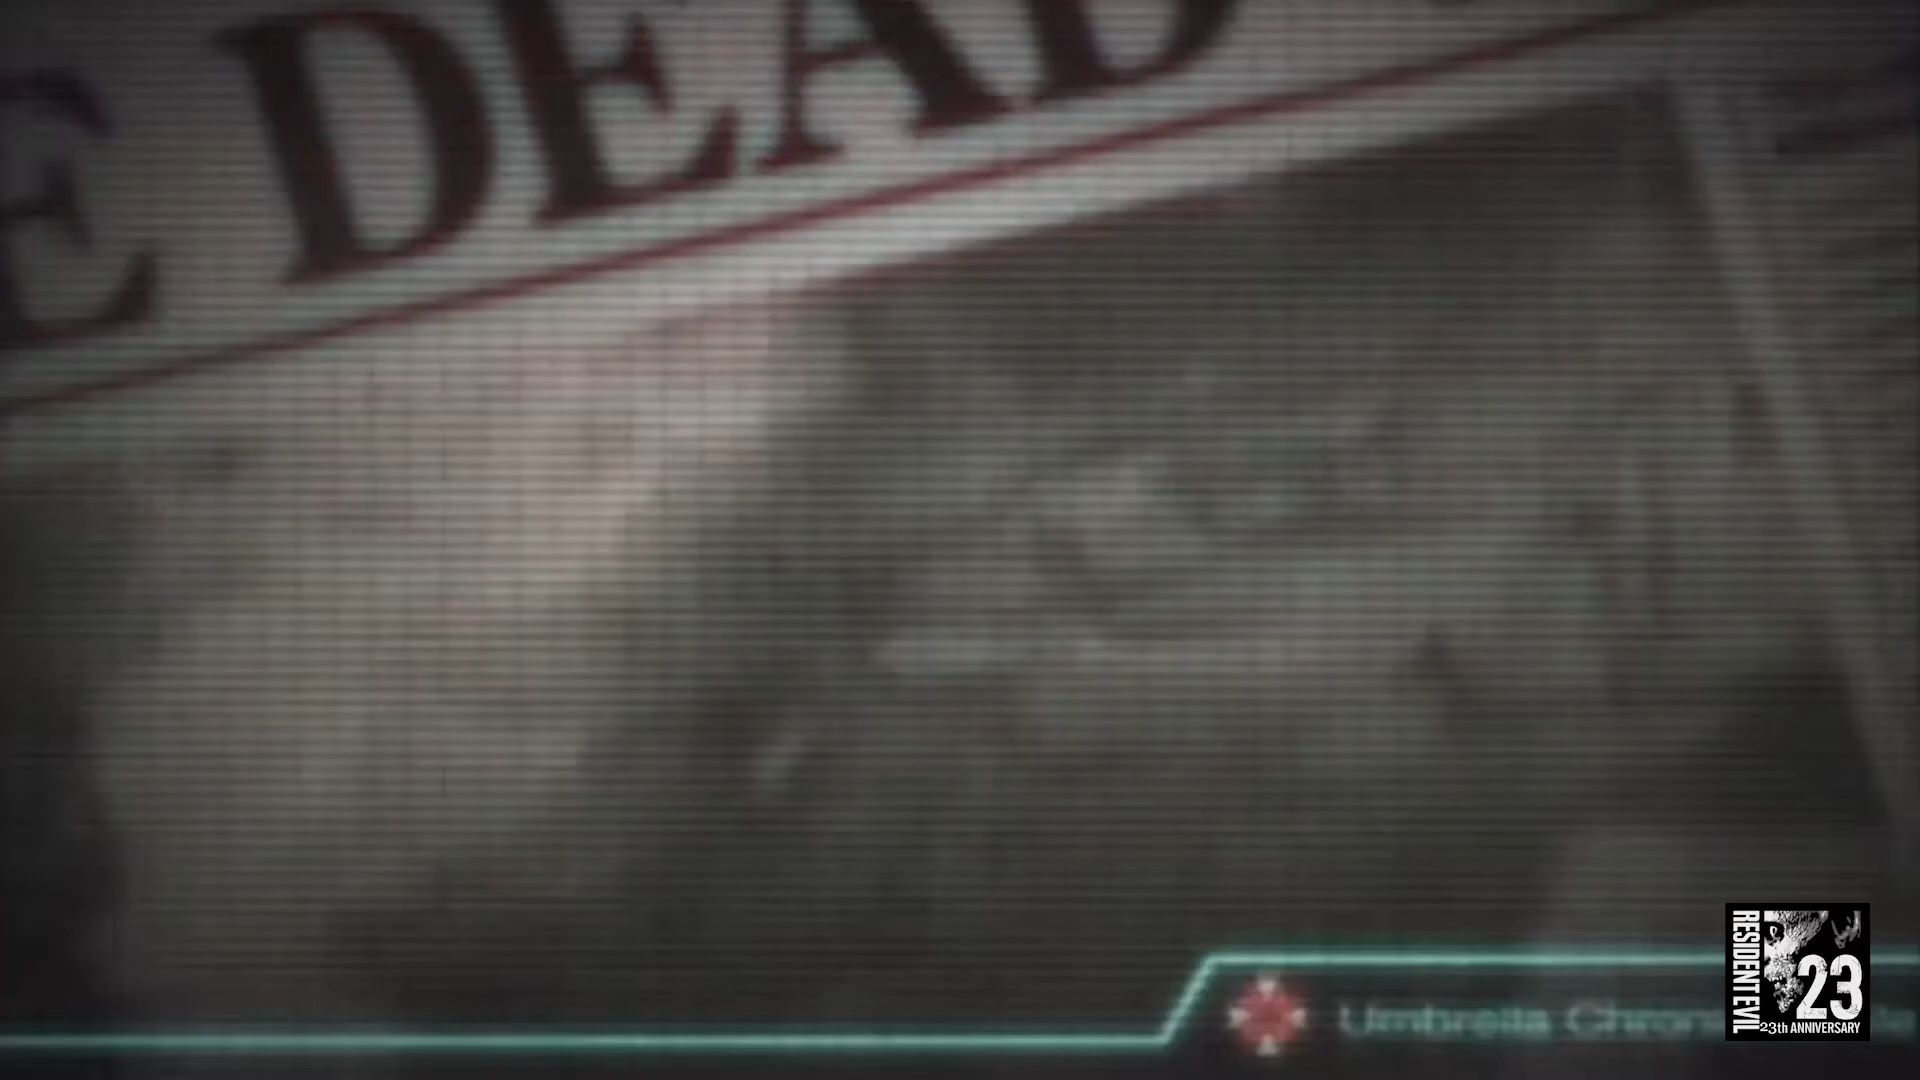 E DEAD
Umbrella Chron
RESIDENT EVIL
23
23th ANNIVERSARY